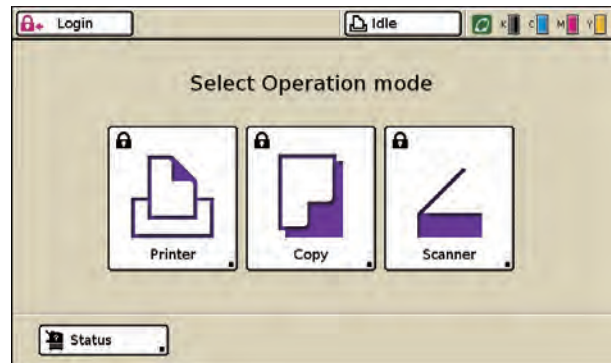 Login
Idle
K C M Y
Select Operation mode
Printer
Copy
Scanner
Status